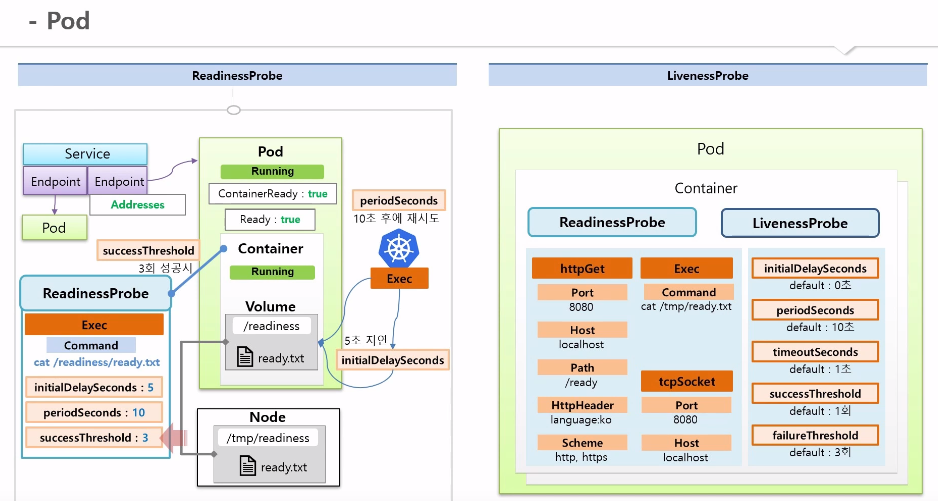 - Pod
ReadinessProbe
Service
Endpoint
Endpoint
Addresses
Pod
Pod
Running
ContainerReady : true
Ready : true
Container
Running
Volume
/readiness
ready.txt
periodSeconds
10초 후에 재시도
Exec
5초 지연
initialDelaySeconds
successThreshold
3회 성공시
ReadinessProbe
Exec
Command
cat /readiness/ready.txt
initialDelaySeconds : 5
periodSeconds : 10
successThreshold : 3
Node
/tmp/readiness
ready.txt
LivenessProbe
Pod
Container
ReadinessProbe
LivenessProbe
httpGet
Port
8080
Host
localhost
Path
/ready
HttpHeader
language:ko
Scheme
http, https
Exec
Command
cat /tmp/ready.txt
tcpSocket
Port
8080
Host
localhost
initialDelaySeconds
default : 0초
periodSeconds
default : 10초
timeoutSeconds
default : 1초
successThreshold
default : 1회
failureThreshold
default : 3회